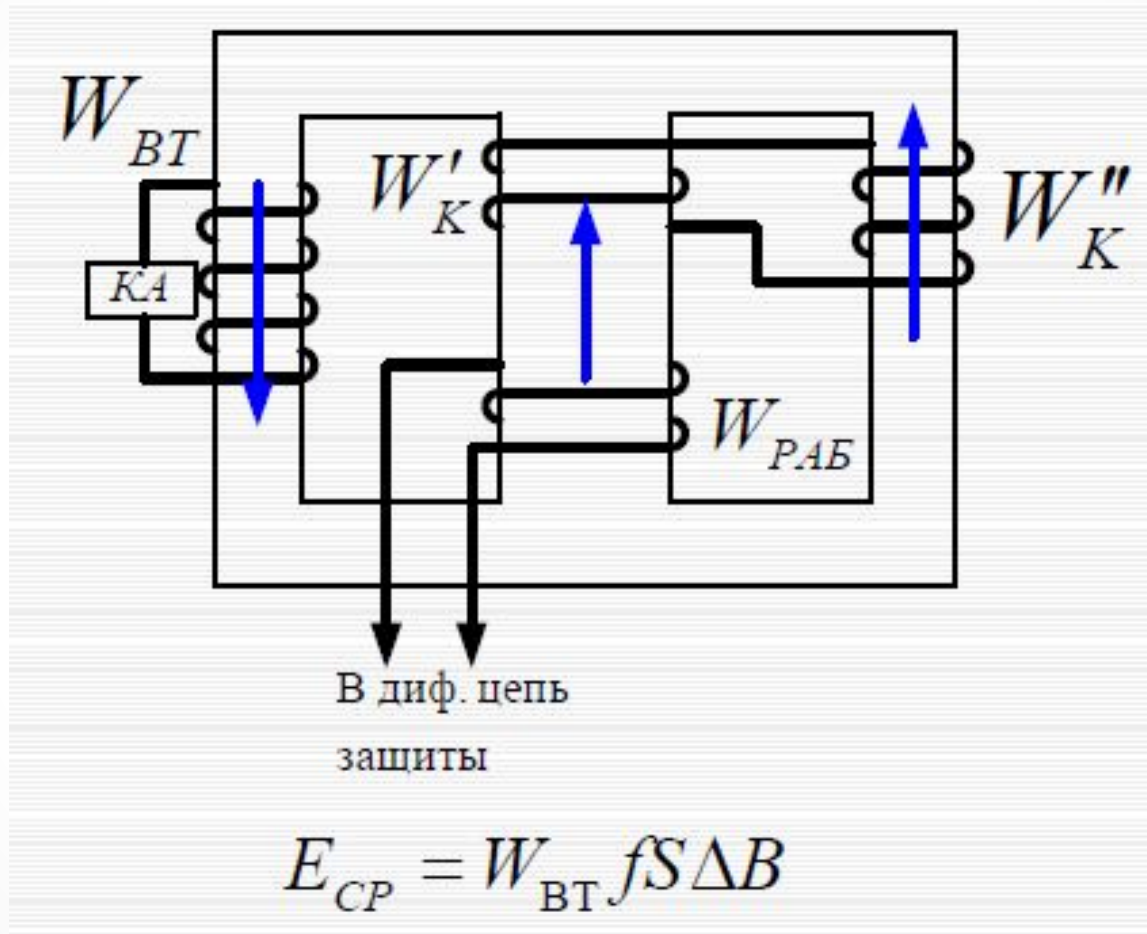 W_ВТ
W'_К
W''_К
КА
W_РАБ
В диф. цепь
защиты
E_СР = W_ВТ fSΔB